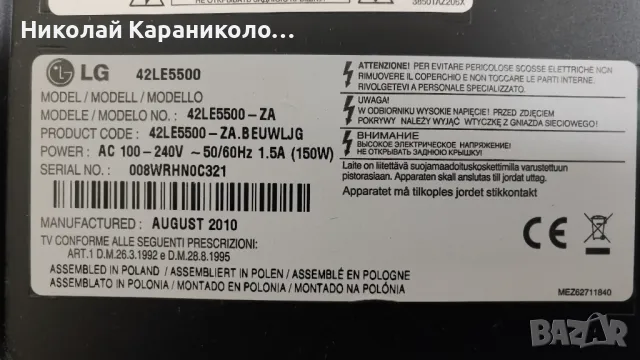 НЕ ОТКРЫВАТЬ ЗАДНЮЮ КРЫШКУ!
38501A2206X
Николай Караниколо...
LG 42LE5500
MODEL / MODELL / MODELLO
MODELE / MODELO NO. : 42LE5500-ZA
PRODUCT CODE : 42LE5500-ZA.BEUWLJG
POWER : AC 100-240V ~ 50/60Hz 1.5A (150W)
SERIAL NO. : 008WRHN0C321
MANUFACTURED : AUGUST 2010
TV CONFORME ALLE SEGUENTI PRESCRIZIONI:
ART.1 D.M.26.3.1992 e D.M.28.8.1995
ASSEMBLED IN POLAND / ASSEMBLIERT IN POLEN / ASSEMBLÉ EN POLOGNE
ASSEMBLATO IN POLONIA / MONTADO EN POLONIA / MONTADO NA POLÓNIA
ATTENZIONE! PER EVITARE PERICOLOSE SCOSSE ELETTRICHE NON
RIMUOVERE IL COPERCHIO E NON TOCCARE LE PARTI INTERNE.
RIVOLGETEVI A PERSONALE SPECIALIZZATO.
UWAGA!
W ODBIORNIKU WYSOKIE NAPIĘCIE! PRZED ZDJĘCIEM
POKRYWY NALEŻY WYJĄĆ WTYCZKĘ Z GNIAZDA SIECIOWEGO.
ВНИМАНИЕ
ВЫСОКОЕ ЭЛЕКТРИЧЕСКОЕ НАПРЯЖЕНИЕ!
НЕ ОТКРЫВАТЬ ЗАДНЮЮ КРЫШКУ!
Laite on liitettävä suojamaadoituskoskettimilla varustettuun
pistorasiaan. Apparaten skall anslutas till jordat uttag.
Apparatet må tilkoples jordet stikkontakt
CE
MEZ62711840
БАЗАР